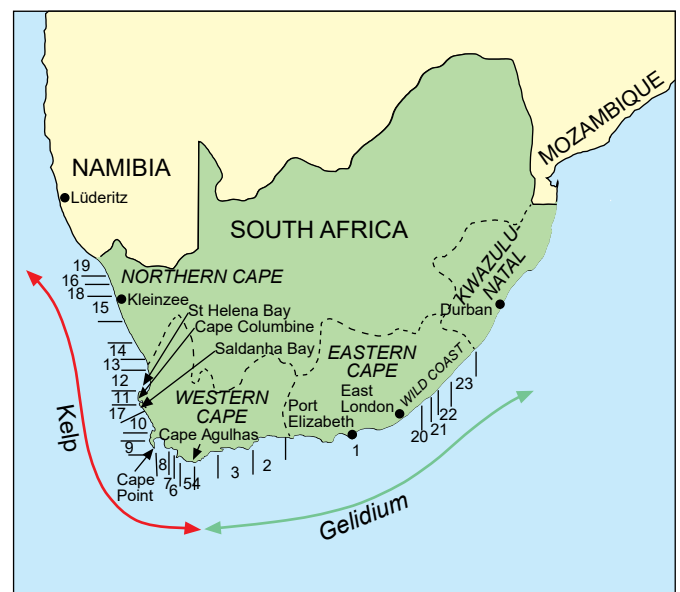 MOZAMBIQUE
NAMIBIA
Lüderitz
SOUTH AFRICA
KWAZULU-
NATAL
19
NORTHERN CAPE
16
18
Kleinzee
15
St Helena Bay
Durban
Cape Columbine
14
Saldanha Bay
EASTERN
CAPE
WILD COAST
13
12
23
11
WESTERN
CAPE
East
London
22
17
Port
Elizabeth
21
10
Cape Agulhas
20
9
1
Kelp
8
3
2
Cape
Point
7
6
5
4
Gelidium